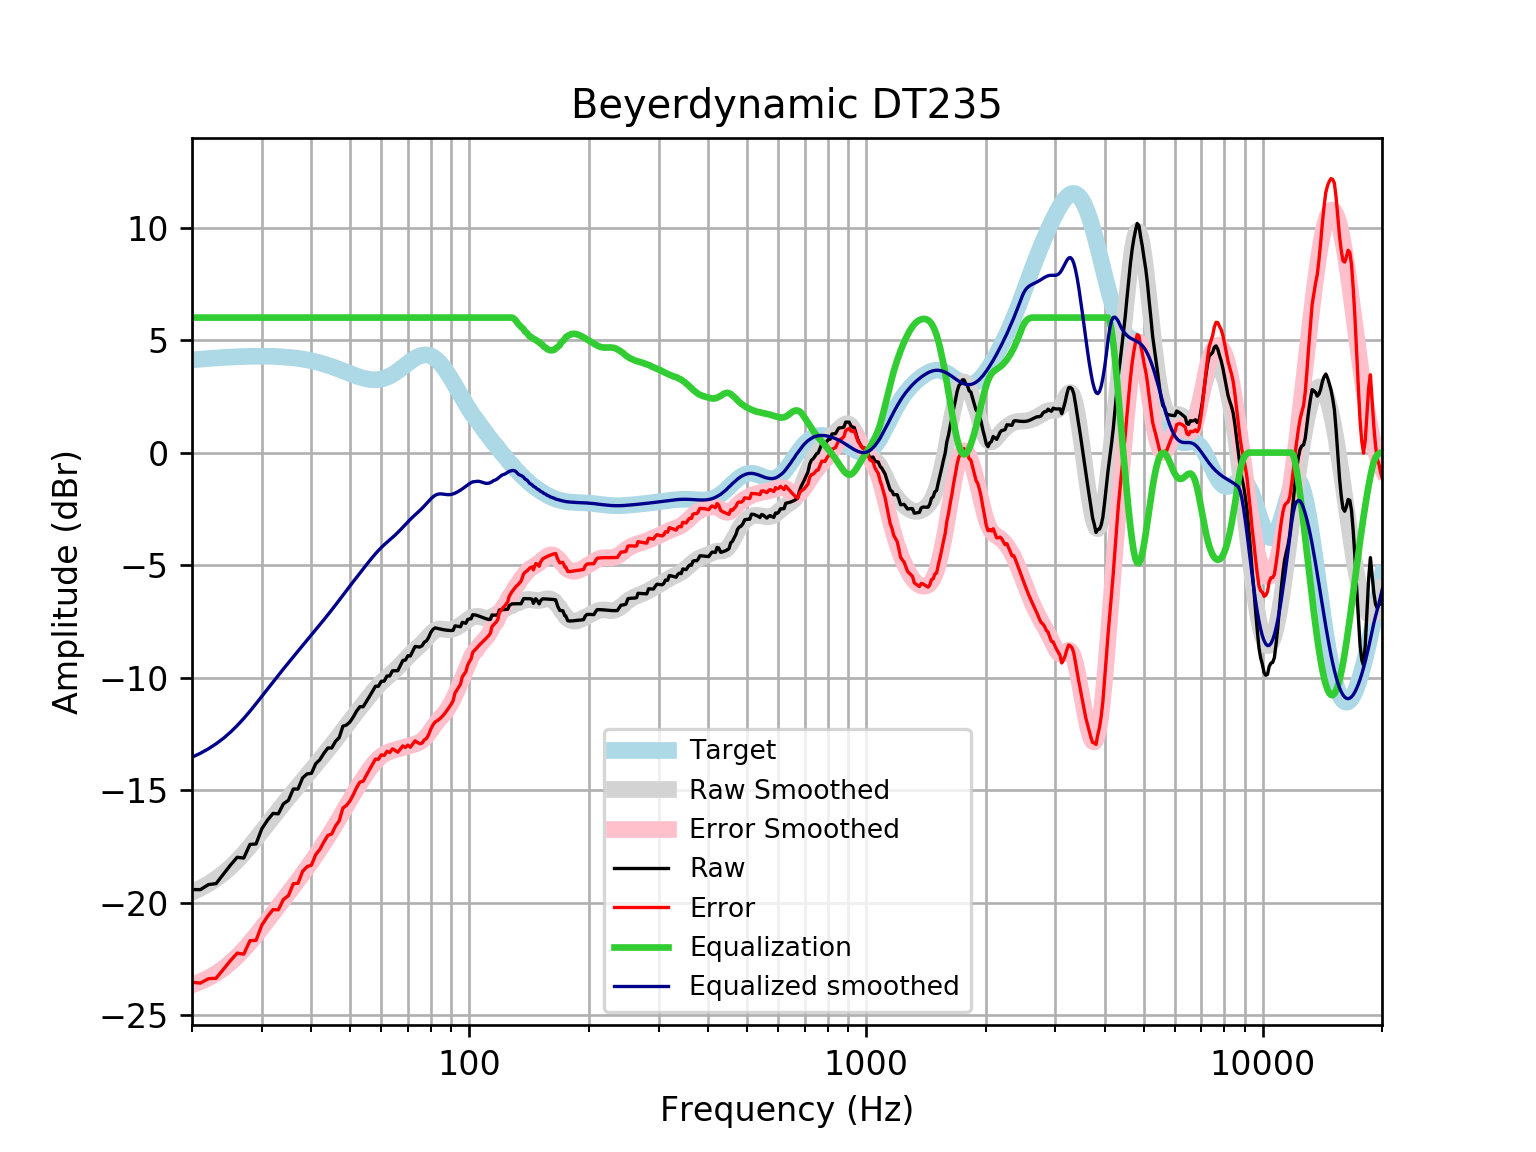 Beyerdynamic DT235
Amplitude (dBr)
10
5
0
−5
−10
−15
−20
−25
Target
Raw Smoothed
Error Smoothed
Raw
Error
Equalization
Equalized smoothed
100
1000
10000
Frequency (Hz)